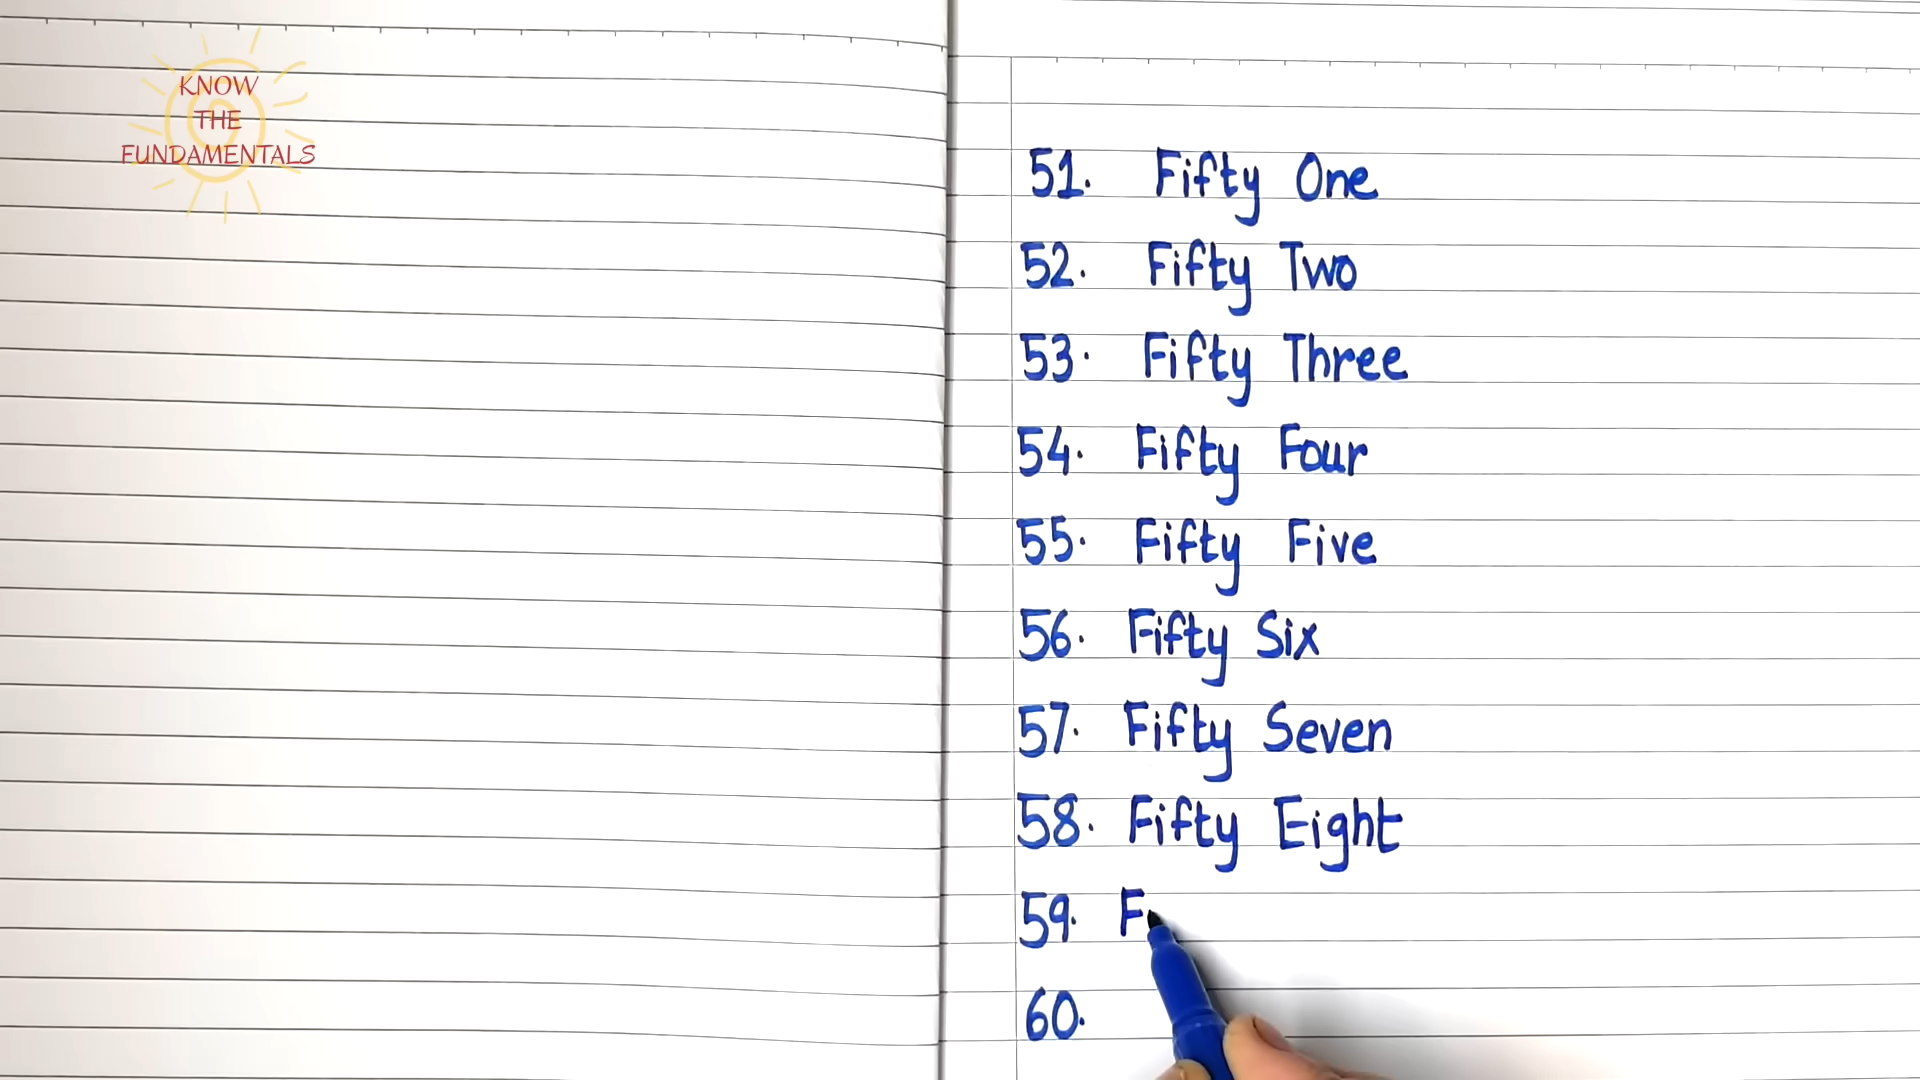 KNOW
THE
FUNDAMENTALS
51. Fifty One
52. Fifty Two
53. Fifty Three
54. Fifty Four
55. Fifty Five
56. Fifty Six
57. Fifty Seven
58. Fifty Eight
59. F
60.